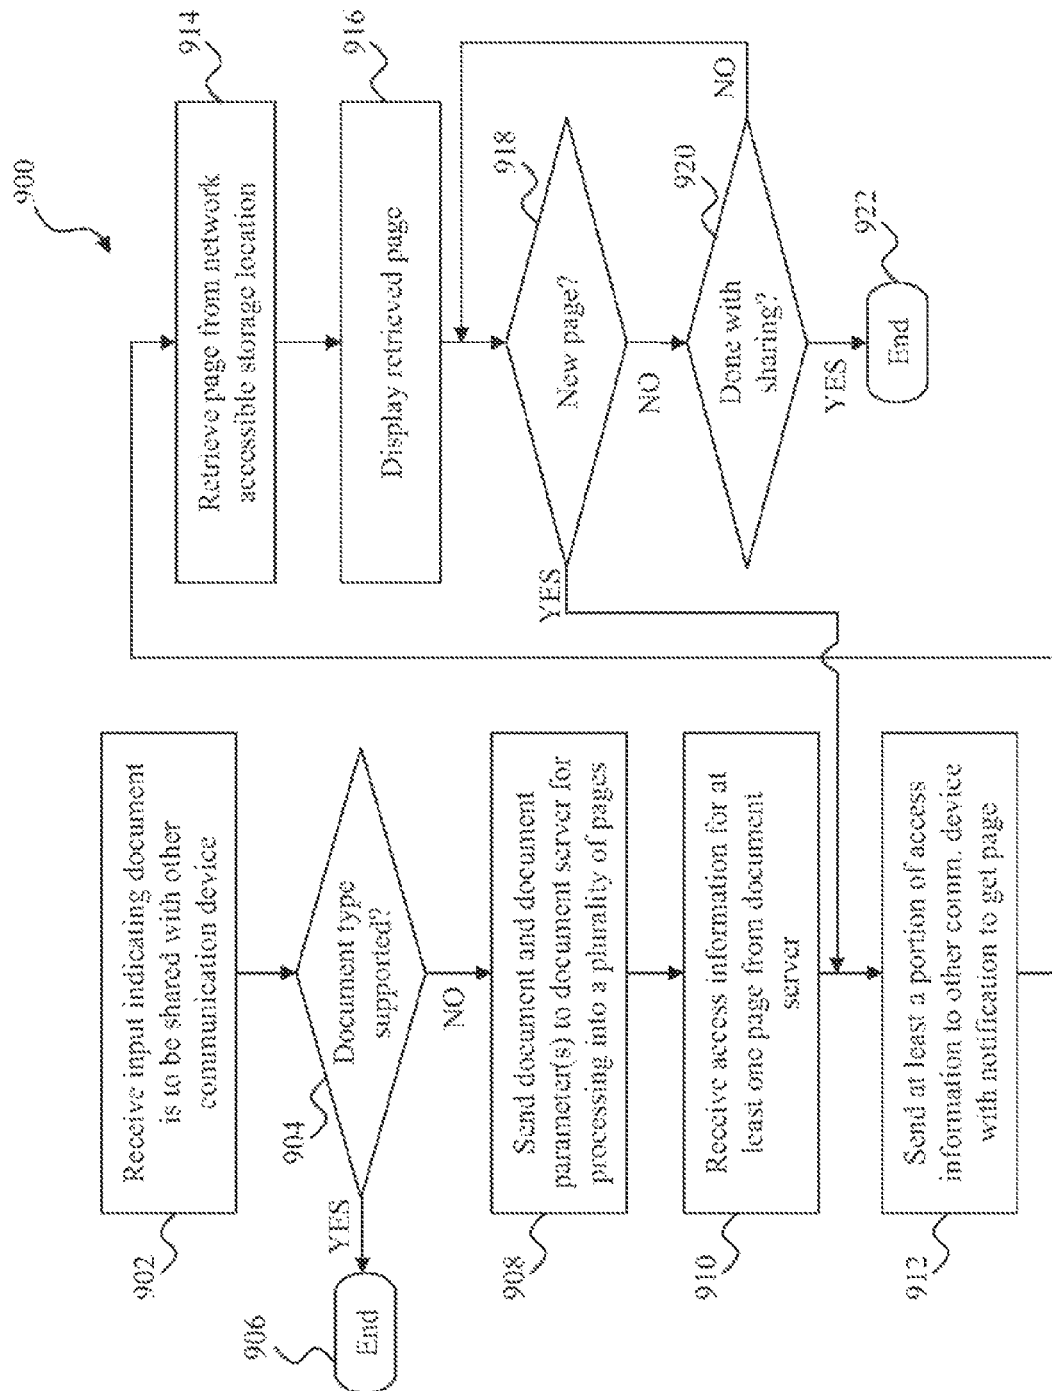 900
902
Receive input indicating document
is to be shared with other
communication device
904
Document type
supported?
YES
906
End
NO
908
Send document and document
parameter(s) to document server for
processing into a plurality of pages
910
Receive access information for at
least one page from document
server
912
Send at least a portion of access
information to other comm. device
with notification to get page
914
Retrieve page from network
accessible storage location
916
Display retrieved page
918
New page?
YES
NO
920
Done with
sharing?
NO
YES
922
End